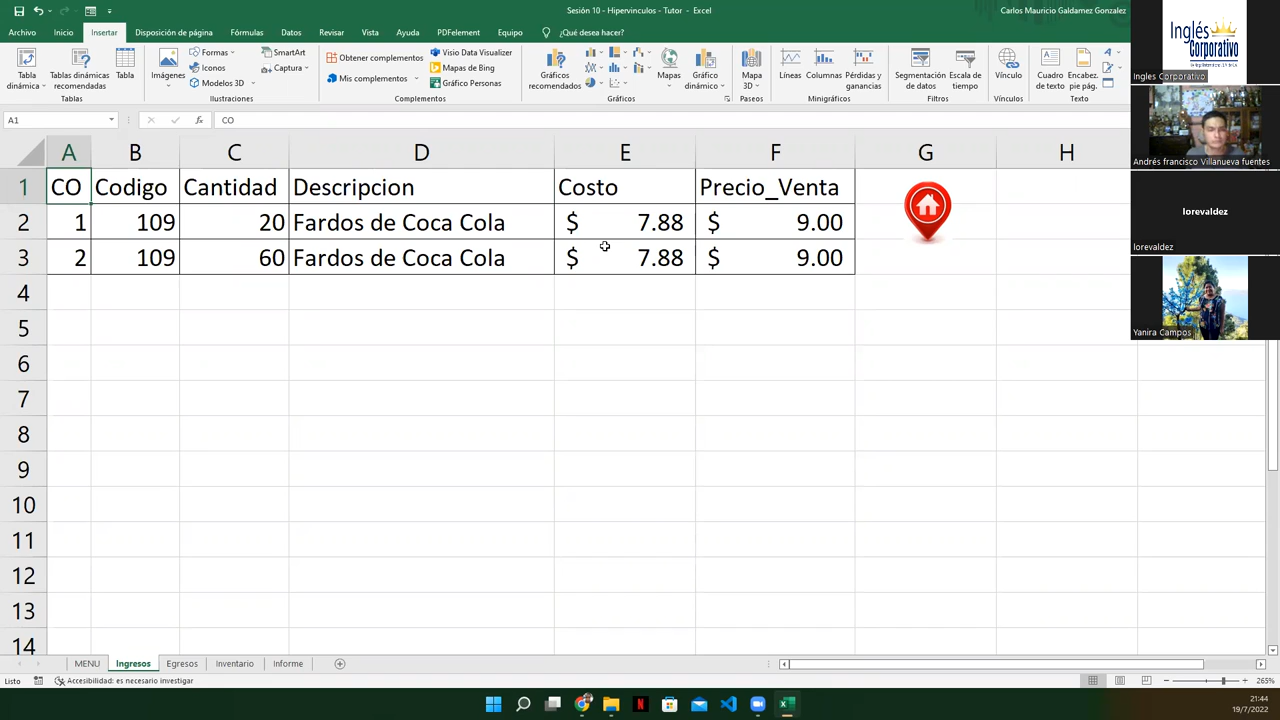 Sesión 10 - Hipervinculos - Tutor - Excel
Carlos Mauricio Galdamez Gonzalez
Archivo Inicio Insertar Disposición de página Fórmulas Datos Revisar Vista Ayuda PDFelement Equipo ¿Qué desea hacer?
Tabla dinámica
Tablas dinámicas recomendadas
Tabla
Tablas
Imágenes
Formas
Iconos
Modelos 3D
SmartArt
Captura
Ilustraciones
Obtener complementos
Mis complementos
Visio Data Visualizer
Mapas de Bing
Gráfico Personas
Complementos
Gráficos recomendados
Mapas
Gráfico dinámico
Gráficos
Mapa 3D
Paseos
Líneas
Columnas
Pérdidas y ganancias
Minigráficos
Segmentación de datos
Escala de tiempo
Filtros
Vínculo
Vínculos
Cuadro de texto
Encabez. pie pág.
Texto
A1 fx CO
A B C D E F G H
1 CO Codigo Cantidad Descripcion Costo Precio_Venta
2 1 109 20 Fardos de Coca Cola $ 7.88 $ 9.00
3 2 109 60 Fardos de Coca Cola $ 7.88 $ 9.00
4
5
6
7
8
9
10
11
12
13
14
Inglés
Corporativo
Ingles Corporativo
Andrés francisco Villanueva fuentes
lorevaldez
lorevaldez
Yanira Campos
MENU Ingresos Egresos Inventario Informe
Listo Accesibilidad: es necesario investigar 265%
21:44
19/7/2022